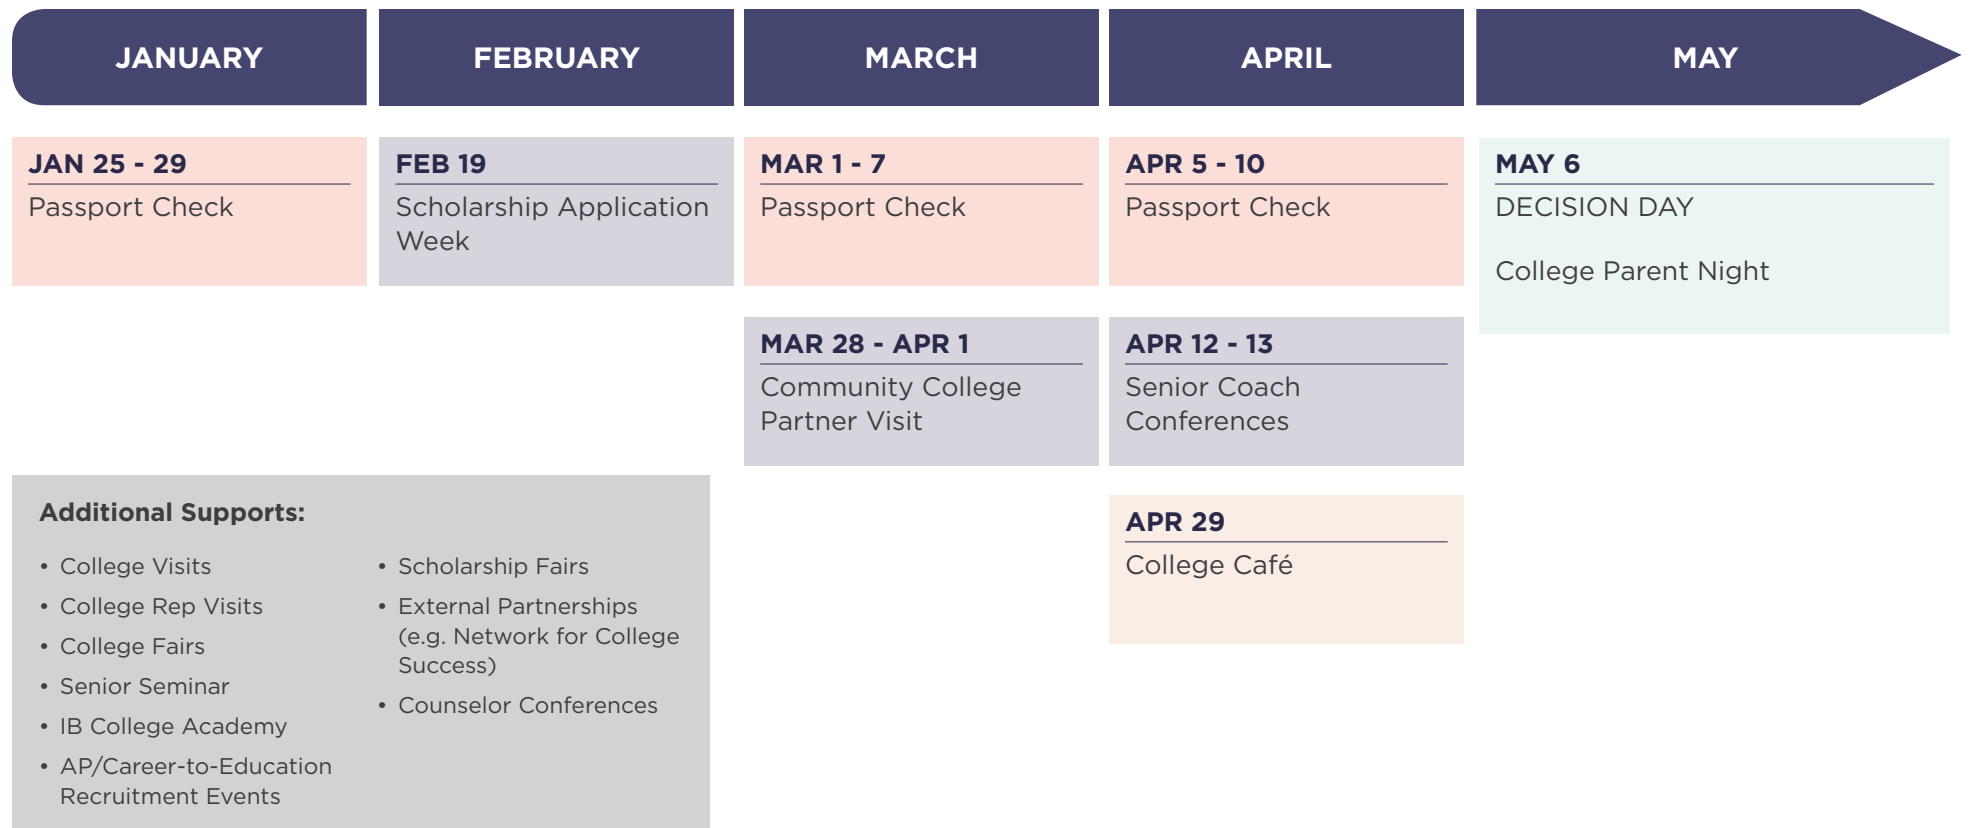 JANUARY
FEBRUARY
MARCH
APRIL
MAY
JAN 25 - 29
Passport Check
FEB 19
Scholarship Application
Week
MAR 1 - 7
Passport Check
APR 5 - 10
Passport Check
MAY 6
DECISION DAY
College Parent Night
MAR 28 - APR 1
Community College
Partner Visit
APR 12 - 13
Senior Coach
Conferences
APR 29
College Café
Additional Supports:
• College Visits
• College Rep Visits
• College Fairs
• Senior Seminar
• IB College Academy
• AP/Career-to-Education
Recruitment Events
• Scholarship Fairs
• External Partnerships
(e.g. Network for College
Success)
• Counselor Conferences